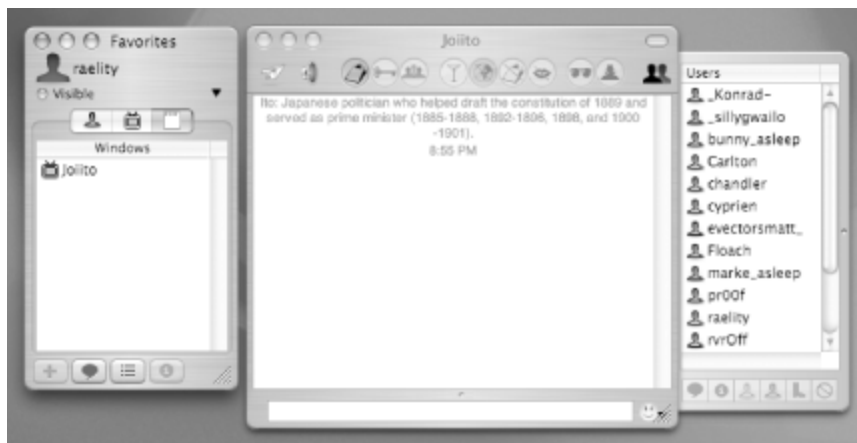 Favorites
raelity
Visible
Windows
Joiito
Joiito
Ito: Japanese politician who helped draft the constitution of 1889 and
served as prime minister (1885-1888, 1892-1896, 1898, and 1900
-1901).
8:55 PM
Users
_Konrad~
_sillygwailo
bunny_asleep
Carlton
chandler
cyprien
evectorsmatt_
Floach
marke_asleep
pr00f
raelity
rvrOff